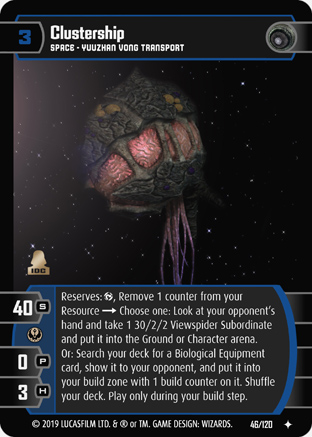 3
Clustership
SPACE - YUUZHAN VONG TRANSPORT
IDC
40 S
0 P
3 H
Reserves: , Remove 1 counter from your
Resource → Choose one: Look at your opponent's
hand and take 1 30/2/2 Viewspider Subordinate
and put it into the Ground or Character arena.
Or: Search your deck for a Biological Equipment
card, show it to your opponent, and put it into
your build zone with 1 build counter on it. Shuffle
your deck. Play only during your build step.
© 2019 LUCASFILM LTD. & ® or TM. GAME DESIGN: WIZARDS.
46/120